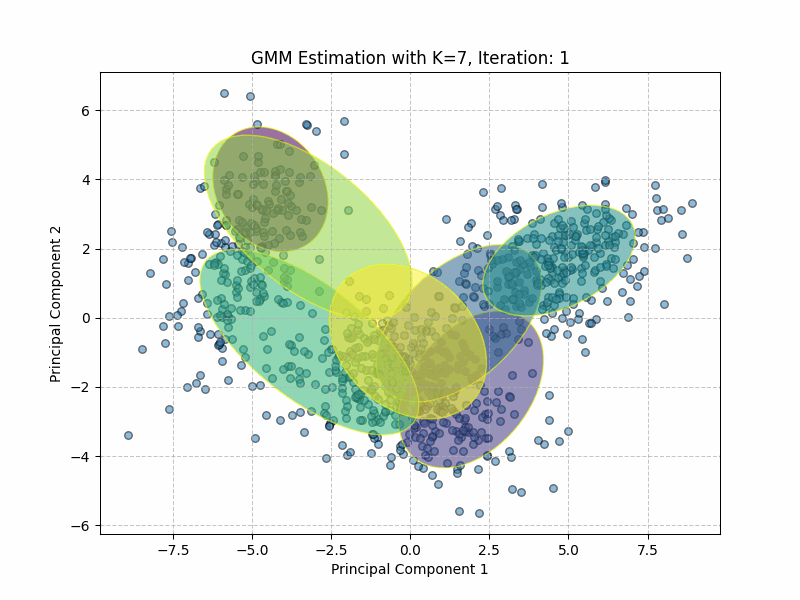 GMM Estimation with K=7, Iteration: 1
6
4
2
0
−2
−4
−6
Principal Component 2
−7.5 −5.0 −2.5 0.0 2.5 5.0 7.5
Principal Component 1